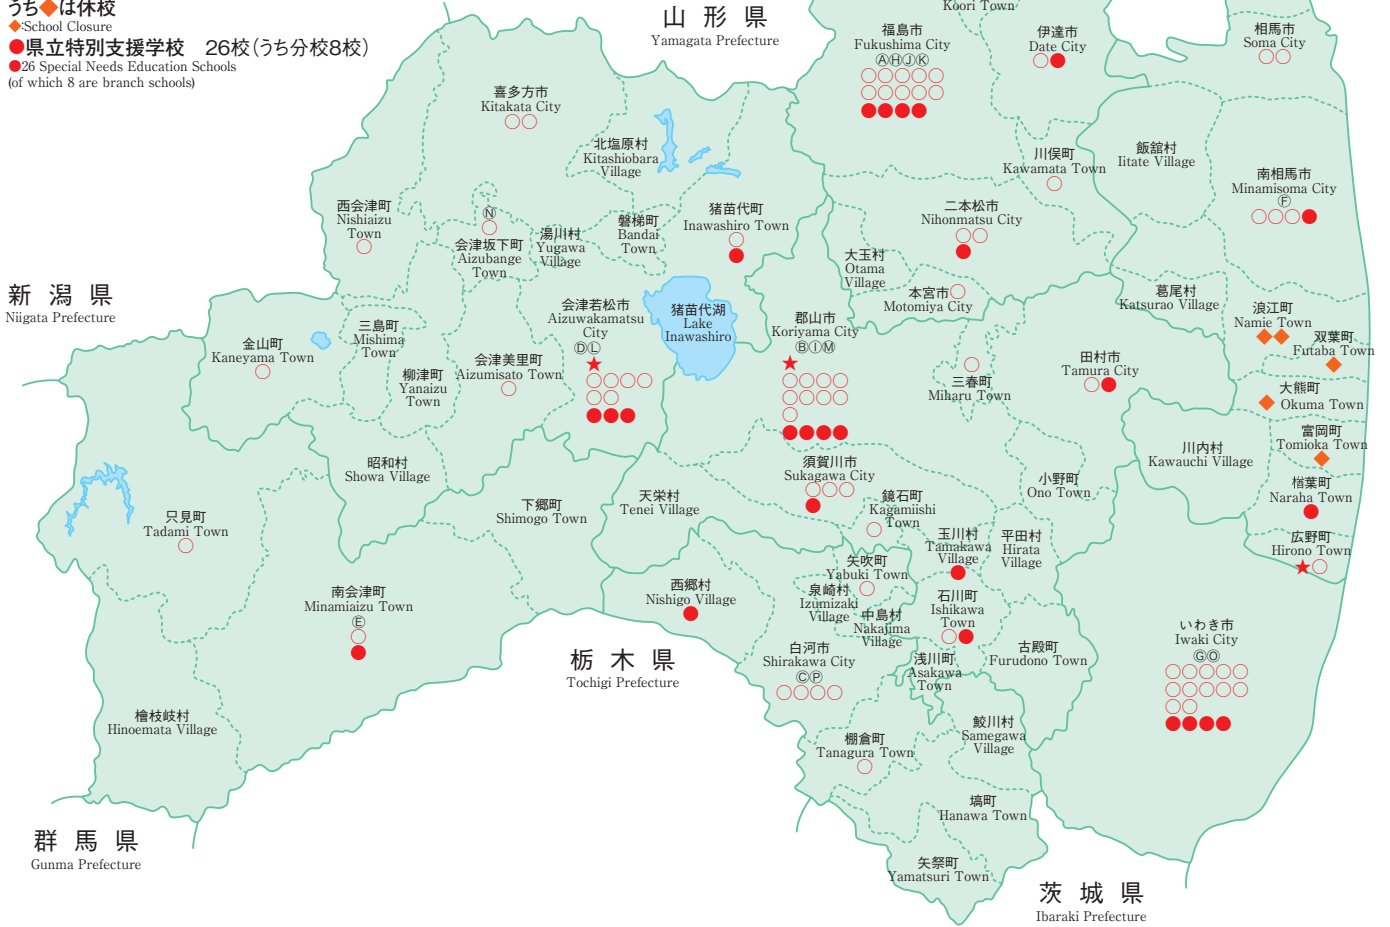 うち◆は休校
◆:School Closure
●県立特別支援学校 26校(うち分校8校)
●26 Special Needs Education Schools
(of which 8 are branch schools)
山形県
Yamagata Prefecture
Koori Town
福島市
Fukushima City
ⒶⒽⒿⓀ
伊達市
Date City
相馬市
Soma City
喜多方市
Kitakata City
北塩原村
Kitashiobara
Village
川俣町
Kawamata Town
飯舘村
Iitate Village
南相馬市
Minamisoma City
Ⓕ
西会津町
Nishiaizu
Town
Ⓝ
会津坂下町
Aizubange
Town
湯川村
Yugawa
Village
磐梯町
Bandai
Town
猪苗代町
Inawashiro Town
二本松市
Nihonmatsu City
大玉村
Otama
Village
本宮市
Motomiya City
葛尾村
Katsurao Village
浪江町
Namie Town
双葉町
Futaba Town
新潟県
Niigata Prefecture
金山町
Kaneyama Town
三島町
Mishima
Town
柳津町
Yanaizu
Town
会津美里町
Aizumisato Town
会津若松市
Aizuwakamatsu
City
ⒹⓁ
猪苗代湖
Lake
Inawashiro
郡山市
Koriyama City
ⒷⒾⓂ
三春町
Miharu Town
田村市
Tamura City
大熊町
Okuma Town
富岡町
Tomioka Town
川内村
Kawauchi Village
楢葉町
Naraha Town
昭和村
Showa Village
下郷町
Shimogo Town
天栄村
Tenei Village
須賀川市
Sukagawa City
鏡石町
Kagamiishi
Town
小野町
Ono Town
玉川村
Tamakawa
Village
平田村
Hirata
Village
広野町
Hirono Town
只見町
Tadami Town
南会津町
Minamiaizu Town
Ⓔ
西郷村
Nishigo Village
矢吹町
Yabuki Town
泉崎村
Izumizaki
Village
中島村
Nakajima
Village
石川町
Ishikawa
Town
古殿町
Furudono Town
いわき市
Iwaki City
ⒼⓄ
栃木県
Tochigi Prefecture
白河市
Shirakawa City
ⒸⓅ
浅川町
Asakawa
Town
檜枝岐村
Hinoemata Village
棚倉町
Tanagura Town
鮫川村
Samegawa
Village
塙町
Hanawa Town
矢祭町
Yamatsuri Town
群馬県
Gunma Prefecture
茨城県
Ibaraki Prefecture